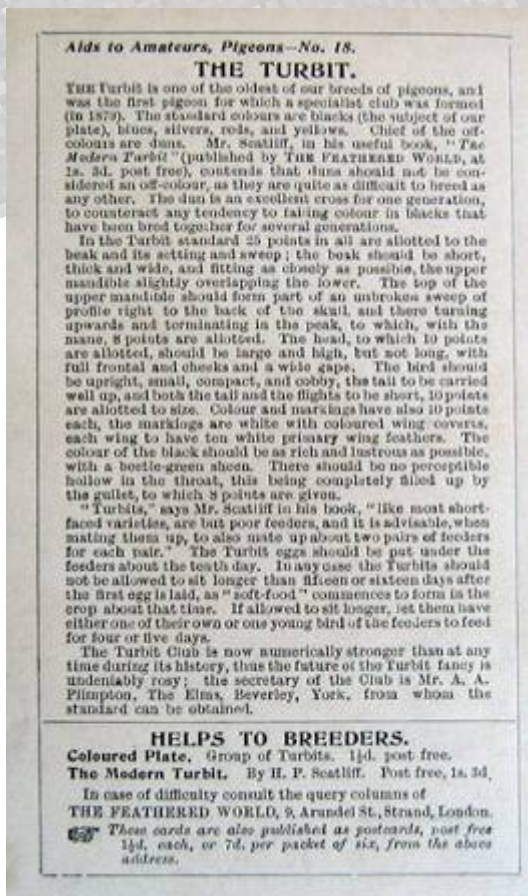 Aids to Amateurs, Pigeons—No. 18.
THE TURBIT.
THE Turbit is one of the oldest of our breeds of pigeons, and
was the first pigeon for which a specialist club was formed
(in 1879). The standard colours are blacks (the subject of our
plate), blues, silvers, reds, and yellows. Chief of the off-
colours are duns. Mr. Scatliff, in his useful book, "The
Modern Turbit" (published by THE FEATHERED WORLD, at
1s. 3d. post free), contends that duns should not be con-
sidered an off-colour, as they are quite as difficult to breed as
any other. The dun is an excellent cross for one generation,
to counteract any tendency to failing colour in blacks that
have been bred together for several generations.
In the Turbit standard 25 points in all are allotted to the
beak and its setting and sweep; the beak should be short,
thick and wide, and fitting as closely as possible, the upper
mandible slightly overlapping the lower. The top of the
upper mandible should form part of an unbroken sweep of
profile right to the back of the skull, and there turning
upwards and terminating in the peak, to which, with the
mane, 8 points are allotted. The head, to which 10 points
are allotted, should be large and high, but not long, with
full frontal and cheeks and a wide gape. The bird should
be upright, small, compact, and cobby, the tail to be carried
well up, and both the tail and the flights to be short, 10 points
are allotted to size. Colour and markings have also 10 points
each, the markings are white with coloured wing coverts,
each wing to have ten white primary wing feathers. The
colour of the black should be as rich and lustrous as possible,
with a beetle-green sheen. There should be no perceptible
hollow in the throat, this being completely filled up by
the gullet, to which 8 points are given.
"Turbits," says Mr. Scatliff in his book, "like most short-
faced varieties, are but poor feeders, and it is advisable, when
mating them up, to also mate up about two pairs of feeders
for each pair." The Turbit eggs should be put under the
feeders about the tenth day. In any case the Turbits should
not be allowed to sit longer than fifteen or sixteen days after
the first egg is laid, as "soft-food" commences to form in the
crop about that time. If allowed to sit longer, let them have
either one of their own or one young bird of the feeders to feed
for four or five days.
The Turbit Club is now numerically stronger than at any
time during its history, thus the future of the Turbit fancy is
undeniably rosy; the secretary of the Club is Mr. A. A.
Plimpton, The Elms, Beverley, York, from whom the
standard can be obtained.
HELPS TO BREEDERS.
Coloured Plate. Group of Turbits. 1½d. post free.
The Modern Turbit. By H. P. Scatliff. Post free, 1s. 3d.
In case of difficulty consult the query columns of
THE FEATHERED WORLD, 9, Arundel St., Strand, London.
These cards are also published as postcards, post free
1½d. each, or 7d. per packet of six, from the above
address.